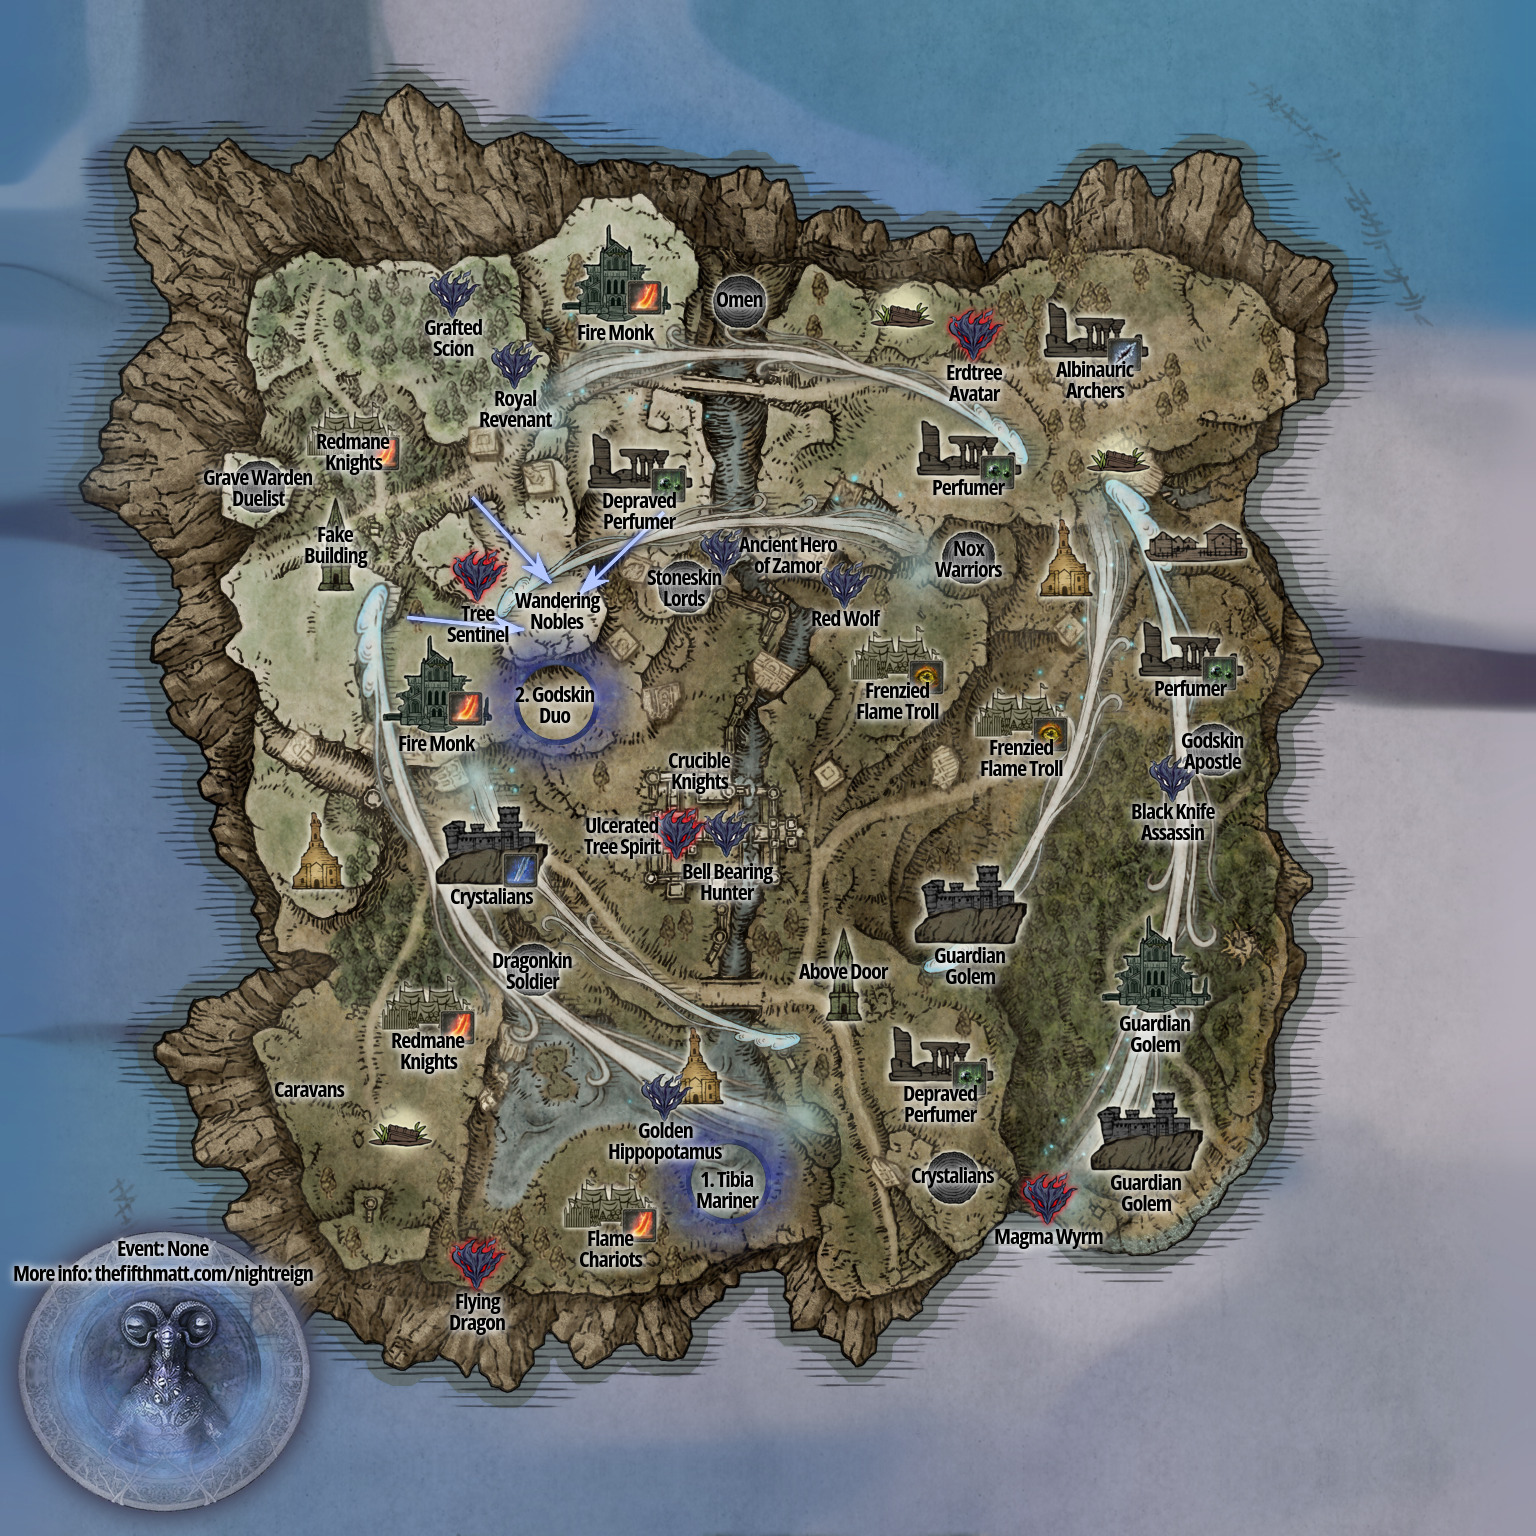 Omen
Grafted
Scion
Fire Monk
Royal
Revenant
Erdtree
Avatar
Albinauric
Archers
Redmane
Knights
Grave Warden
Duelist
Depraved
Perfumer
Perfumer
Fake
Building
Ancient Hero
of Zamor
Nox
Warriors
Stoneskin
Lords
Wandering
Nobles
Red Wolf
Tree
Sentinel
2. Godskin
Duo
Frenzied
Flame Troll
Perfumer
Fire Monk
Frenzied
Flame Troll
Godskin
Apostle
Crucible
Knights
Black Knife
Assassin
Ulcerated
Tree Spirit
Bell Bearing
Hunter
Crystalians
Dragonkin
Soldier
Above Door
Guardian
Golem
Redmane
Knights
Guardian
Golem
Caravans
Depraved
Perfumer
Golden
Hippopotamus
1. Tibia
Mariner
Crystalians
Guardian
Golem
Flame
Chariots
Magma Wyrm
Flying
Dragon
Event: None
More info: thefifthmatt.com/nightreign